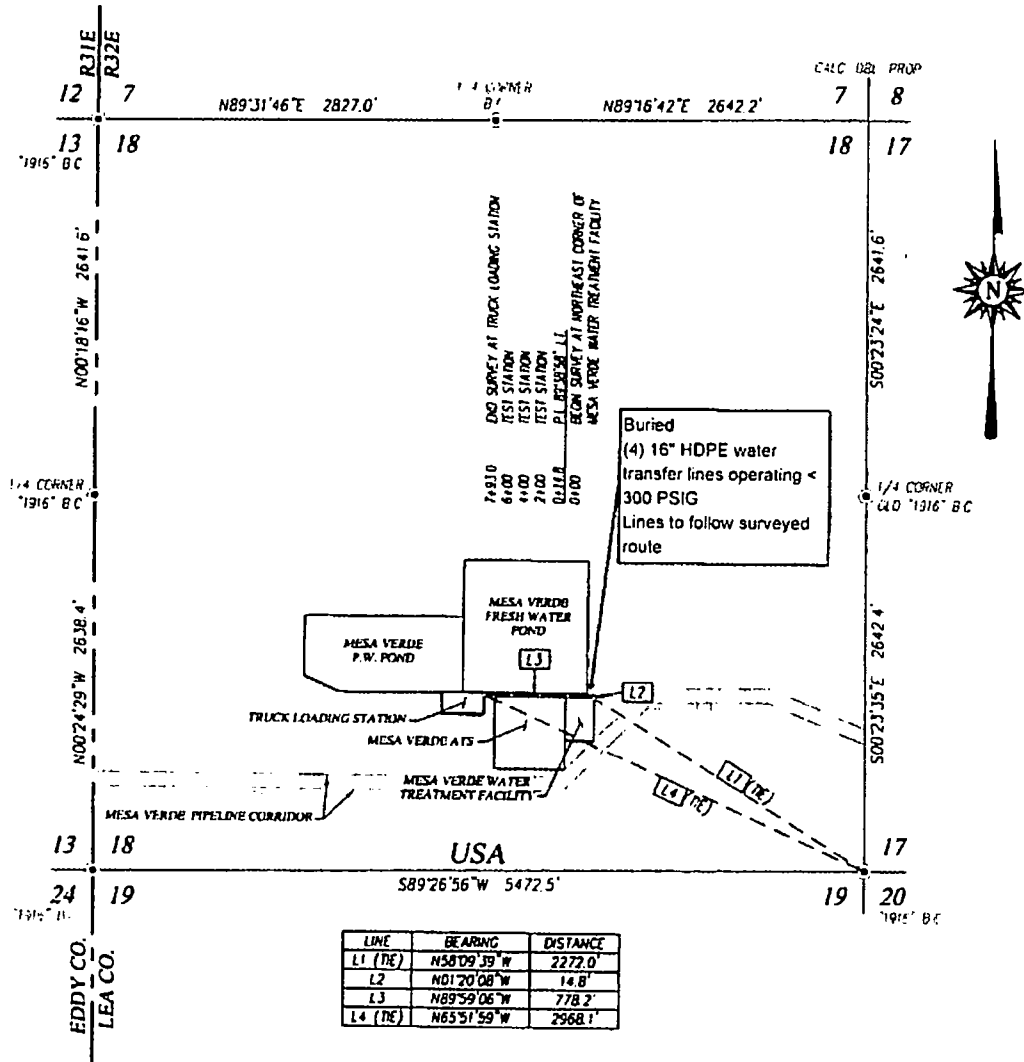 R31E
R32E
CALC DBL PROP
12 7
1/4 CORNER
B.C.
7 8
N89°31'46"E 2827.0'
N89°16'42"E 2642.2'
13 18
"1916" B.C.
18 17
N00°18'16"W 2641.6'
S00°23'24"E 2641.6'
N
7+93.0 END SURVEY AT TRUCK LOADING STATION
6+00 TEST STATION
4+00 TEST STATION
2+00 TEST STATION
0+14.8 P.I. LT.
0+00 BEGIN SURVEY AT NORTHEAST CORNER OF
MESA VERDE WATER TREATMENT FACILITY
Buried
(4) 16" HDPE water
transfer lines operating <
300 PSIG
Lines to follow surveyed
route
1/4 CORNER
"1916" B.C.
1/4 CORNER
"1916" B.C.
MESA VERDE
FRESH WATER
POND
MESA VERDE
P.W. POND
L3
L2
N00°24'29"W 2638.4'
S00°23'35"E 2642.4'
TRUCK LOADING STATION
MESA VERDE ATS
MESA VERDE WATER
TREATMENT FACILITY
L1 (TIE)
L4 (TIE)
MESA VERDE PIPELINE CORRIDOR
13 18
USA
17
S89°26'56"W 5472.5'
24 19
19 20
"1916" B.C.
"1916" B.C.
EDDY CO.
LEA CO.
LINE BEARING DISTANCE
L1 (TIE) N58°09'39"W 2272.0'
L2 N01°20'08"W 14.8'
L3 N89°59'06"W 778.2'
L4 (TIE) N65°51'59"W 2968.1'